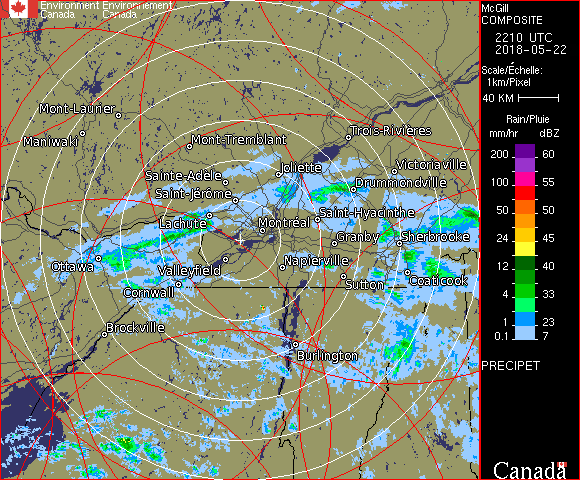 Environment Environnement
Canada Canada
McGill
COMPOSITE
2210 UTC
2018-05-22
Scale/Échelle:
1km/Pixel
40 KM
Rain/Pluie
mm/hr dBZ
200 60
100 55
50 50
24 45
12 40
4 33
1 30
2 23
0.1 7
PRECIPET
Canada
Mont-Laurier
Maniwaki
Mont-Tremblant
Trois-Rivières
Joliette
Victoriaville
Sainte-Adèle
Saint-Jérôme
Drummondville
Lachute
Montréal
Saint-Hyacinthe
Granby
Sherbrooke
Ottawa
Valleyfield
Napierville
Cornwall
Sutton
Coaticook
Brockville
Burlington